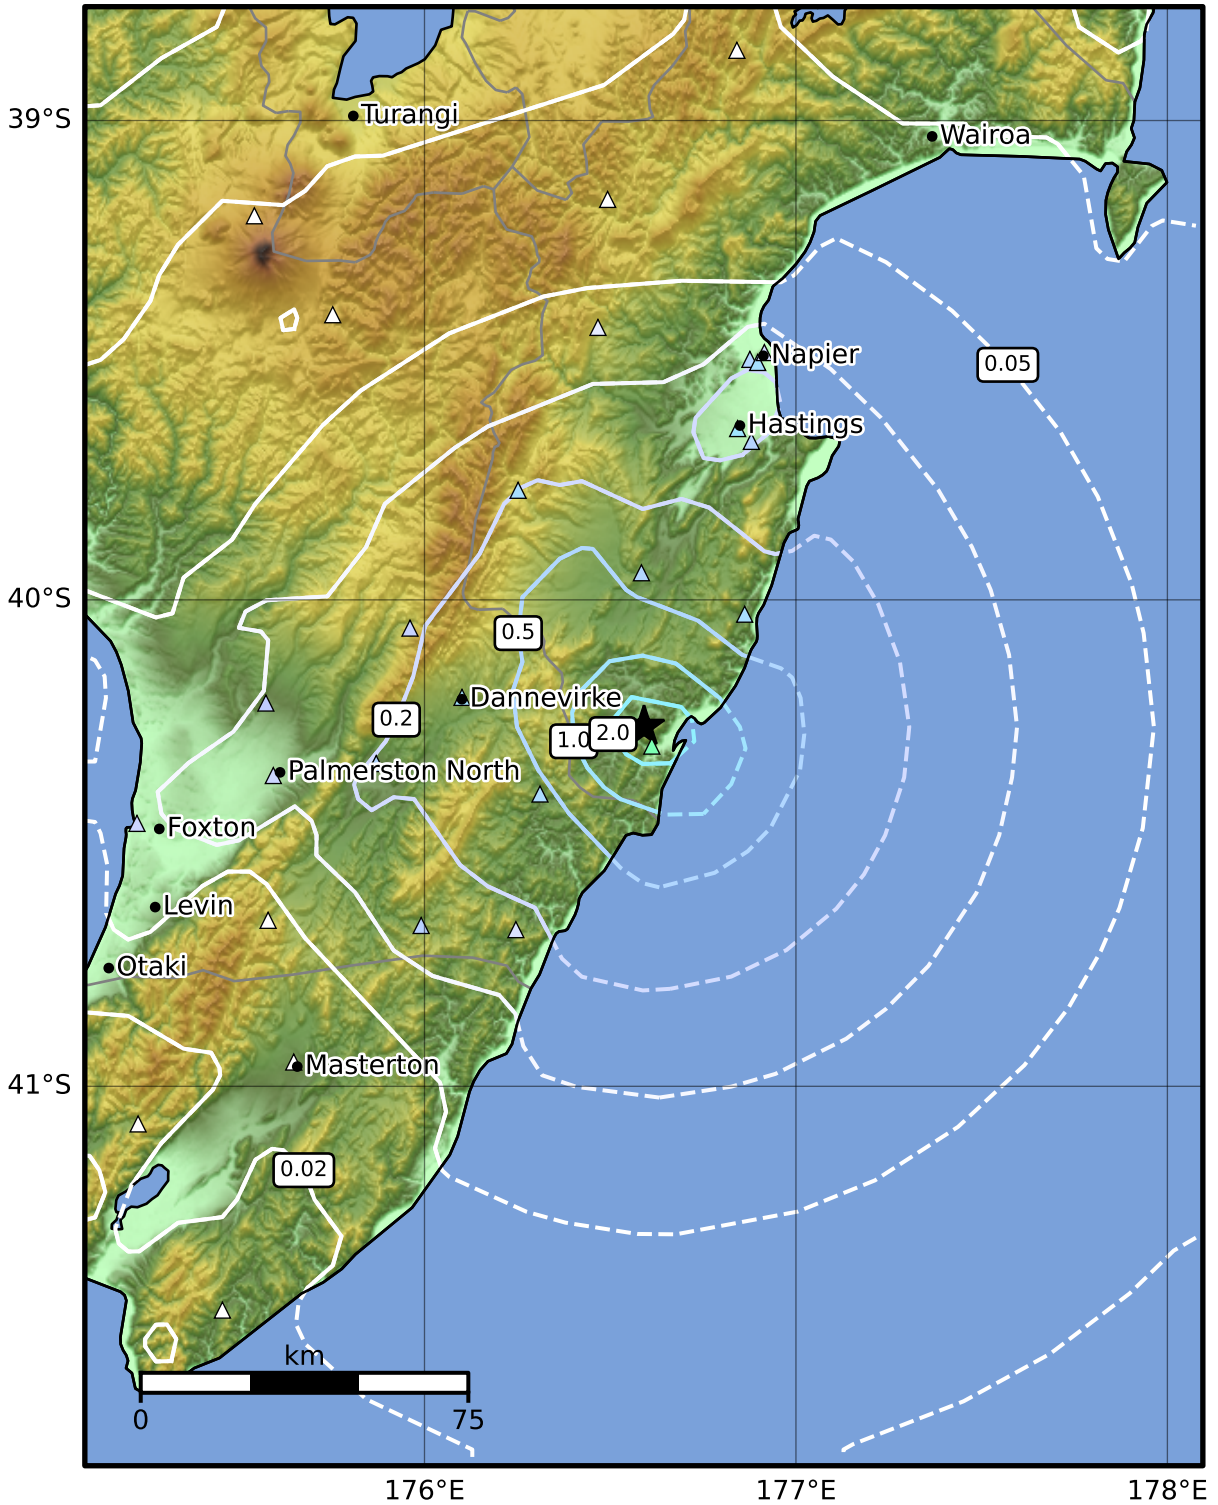 39°S
Turangi
Wairoa
Napier
0.05
Hastings
40°S
0.5
Dannevirke
0.2
1.0
2.0
Palmerston North
Foxton
Levin
Otaki
Masterton
41°S
0.02
km
0
75
176°E
177°E
178°E